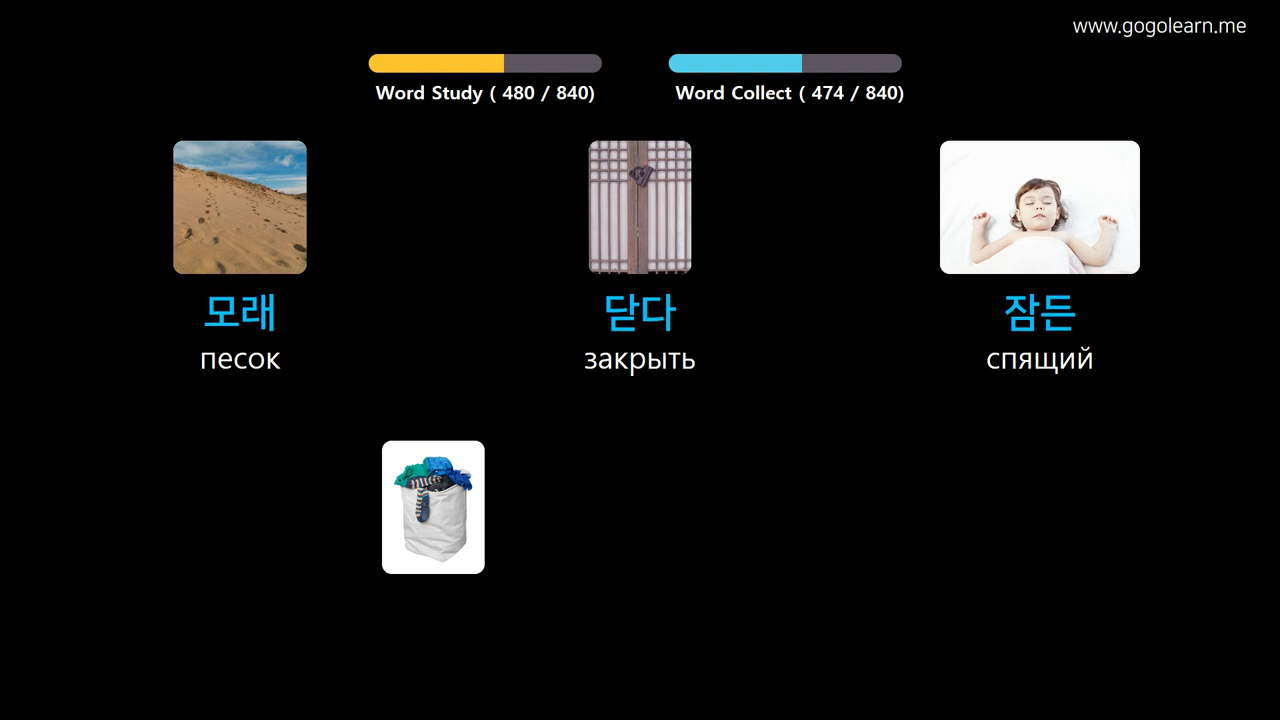 www.gogolearn.me
Word Study ( 480 / 840)
Word Collect ( 474 / 840)
모래
닫다
잠든
песок
закрыть
спящий